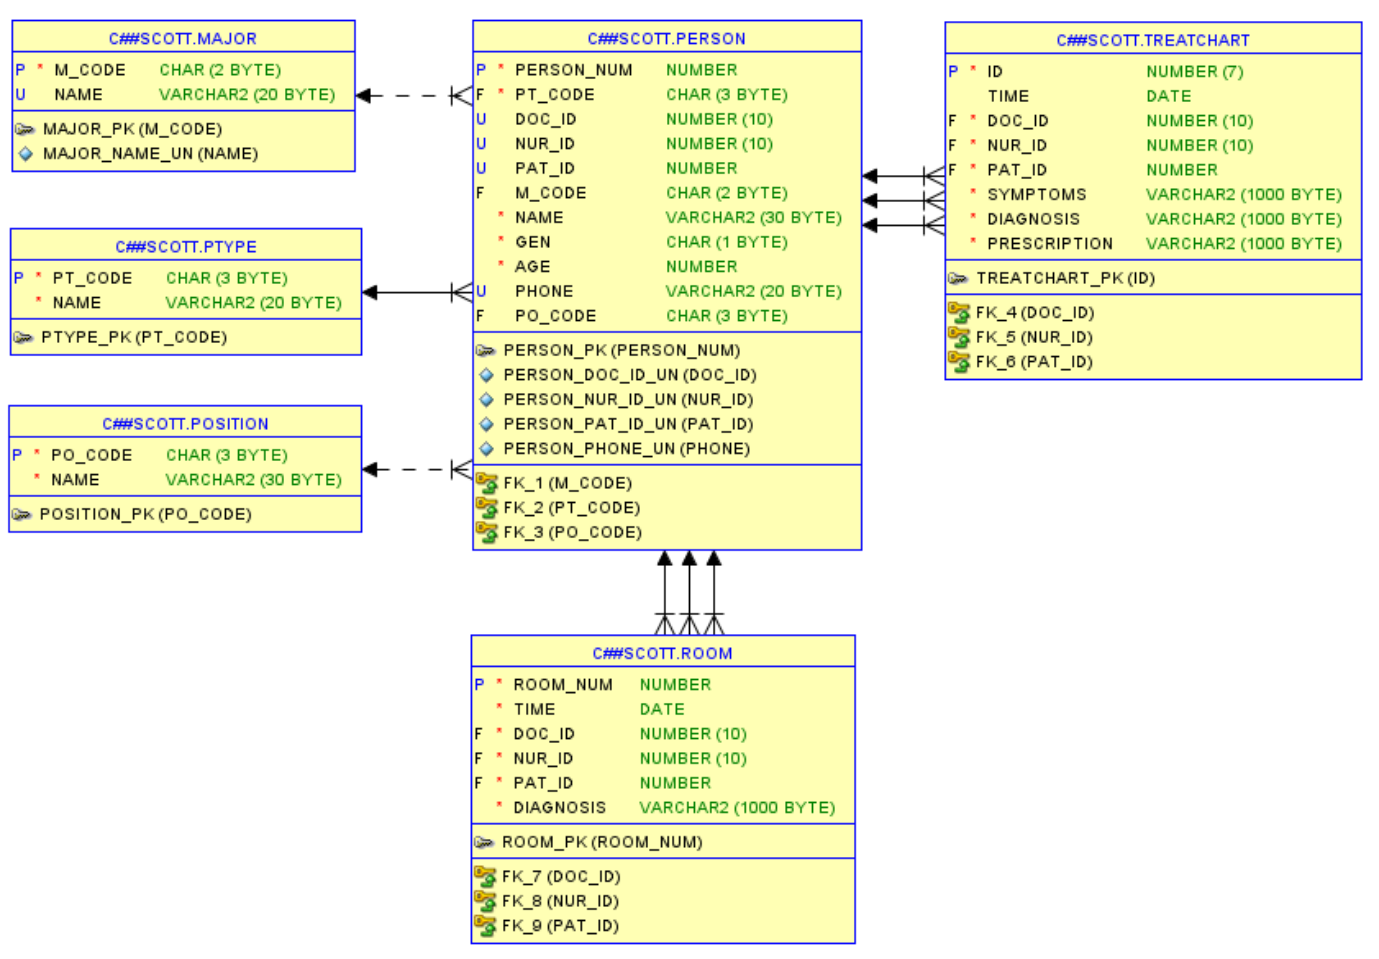 C##SCOTT.MAJOR
P * M_CODE CHAR (2 BYTE)
U NAME VARCHAR2 (20 BYTE)
MAJOR_PK (M_CODE)
MAJOR_NAME_UN (NAME)
C##SCOTT.PTYPE
P * PT_CODE CHAR (3 BYTE)
* NAME VARCHAR2 (20 BYTE)
PTYPE_PK (PT_CODE)
C##SCOTT.POSITION
P * PO_CODE CHAR (3 BYTE)
* NAME VARCHAR2 (30 BYTE)
POSITION_PK (PO_CODE)
C##SCOTT.PERSON
P * PERSON_NUM NUMBER
F * PT_CODE CHAR (3 BYTE)
U DOC_ID NUMBER (10)
U NUR_ID NUMBER (10)
U PAT_ID NUMBER
F M_CODE CHAR (2 BYTE)
* NAME VARCHAR2 (30 BYTE)
* GEN CHAR (1 BYTE)
* AGE NUMBER
U PHONE VARCHAR2 (20 BYTE)
F PO_CODE CHAR (3 BYTE)
PERSON_PK (PERSON_NUM)
PERSON_DOC_ID_UN (DOC_ID)
PERSON_NUR_ID_UN (NUR_ID)
PERSON_PAT_ID_UN (PAT_ID)
PERSON_PHONE_UN (PHONE)
FK_1 (M_CODE)
FK_2 (PT_CODE)
FK_3 (PO_CODE)
C##SCOTT.TREATCHART
P * ID NUMBER (7)
TIME DATE
F * DOC_ID NUMBER (10)
F * NUR_ID NUMBER (10)
F * PAT_ID NUMBER
* SYMPTOMS VARCHAR2 (1000 BYTE)
* DIAGNOSIS VARCHAR2 (1000 BYTE)
* PRESCRIPTION VARCHAR2 (1000 BYTE)
TREATCHART_PK (ID)
FK_4 (DOC_ID)
FK_5 (NUR_ID)
FK_6 (PAT_ID)
C##SCOTT.ROOM
P * ROOM_NUM NUMBER
* TIME DATE
F * DOC_ID NUMBER (10)
F * NUR_ID NUMBER (10)
F * PAT_ID NUMBER
* DIAGNOSIS VARCHAR2 (1000 BYTE)
ROOM_PK (ROOM_NUM)
FK_7 (DOC_ID)
FK_8 (NUR_ID)
FK_9 (PAT_ID)